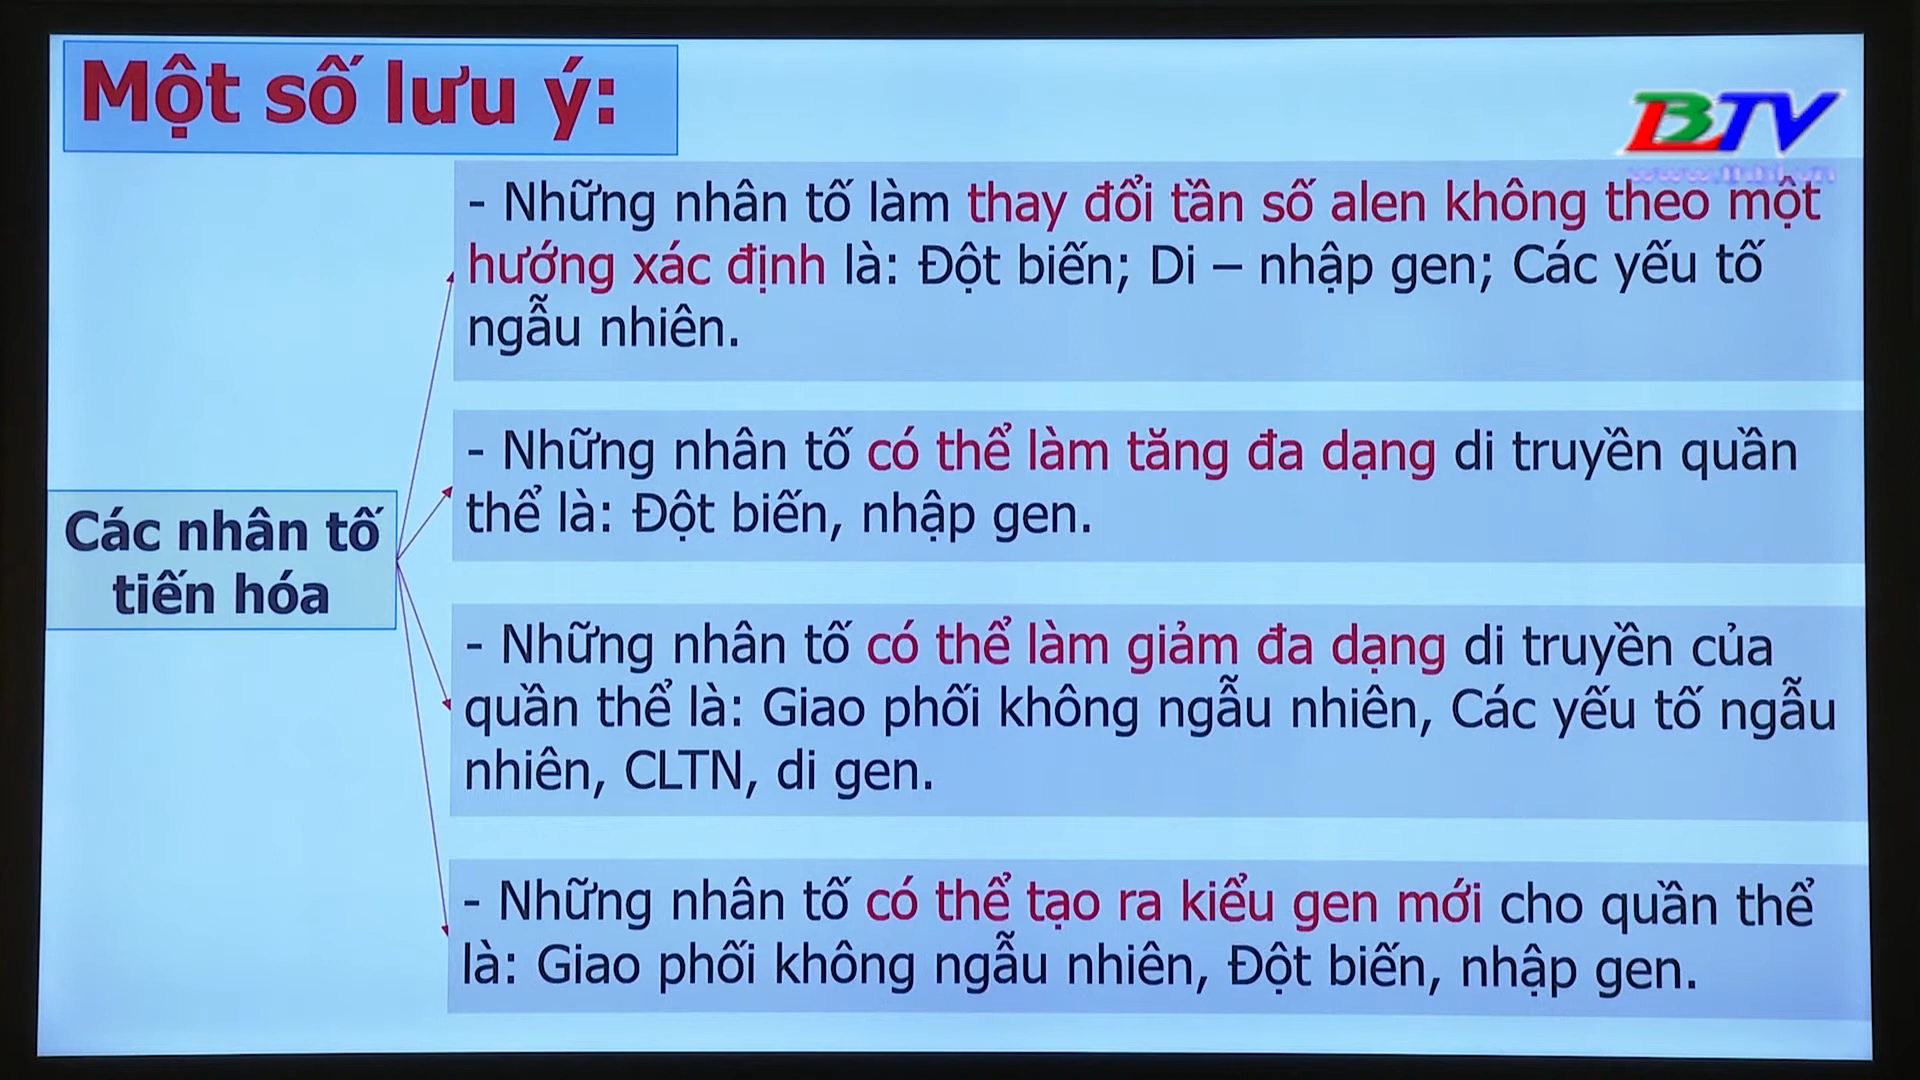 Một số lưu ý:
BTV
- Những nhân tố làm thay đổi tần số alen không theo một
hướng xác định là: Đột biến; Di – nhập gen; Các yếu tố
ngẫu nhiên.
- Những nhân tố có thể làm tăng đa dạng di truyền quần
thể là: Đột biến, nhập gen.
Các nhân tố
tiến hóa
- Những nhân tố có thể làm giảm đa dạng di truyền của
quần thể là: Giao phối không ngẫu nhiên, Các yếu tố ngẫu
nhiên, CLTN, di gen.
- Những nhân tố có thể tạo ra kiểu gen mới cho quần thể
là: Giao phối không ngẫu nhiên, Đột biến, nhập gen.